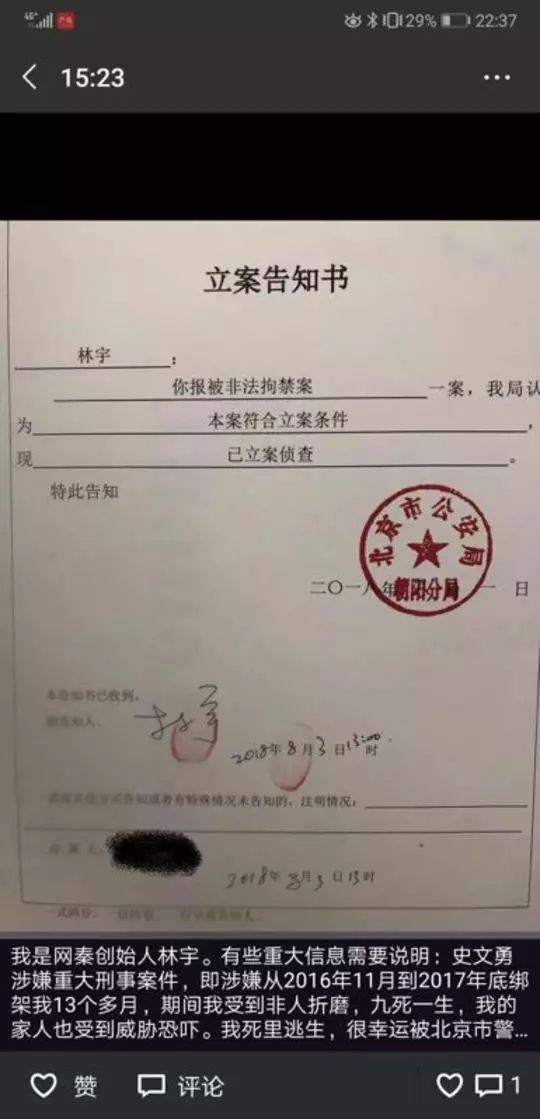 4G
29%
22:37
15:23
立案告知书
林宇：
你报被非法拘禁案一案，我局认
为本案符合立案条件，
现已立案侦查。
特此告知
北京市公安局
朝阳分局
二〇一八年 一日
本告知书已收到。
被告知人：林宇
2018年8月3日13:00时
告知的，注明情况：
2018年8月3日13时
我是网秦创始人林宇。有些重大信息需要说明：史文勇
涉嫌重大刑事案件，即涉嫌从2016年11月到2017年底绑
架我13个多月，期间我受到非人折磨，九死一生，我的
家人也受到威胁恐吓。我死里逃生，很幸运被北京市警...
赞
评论
1